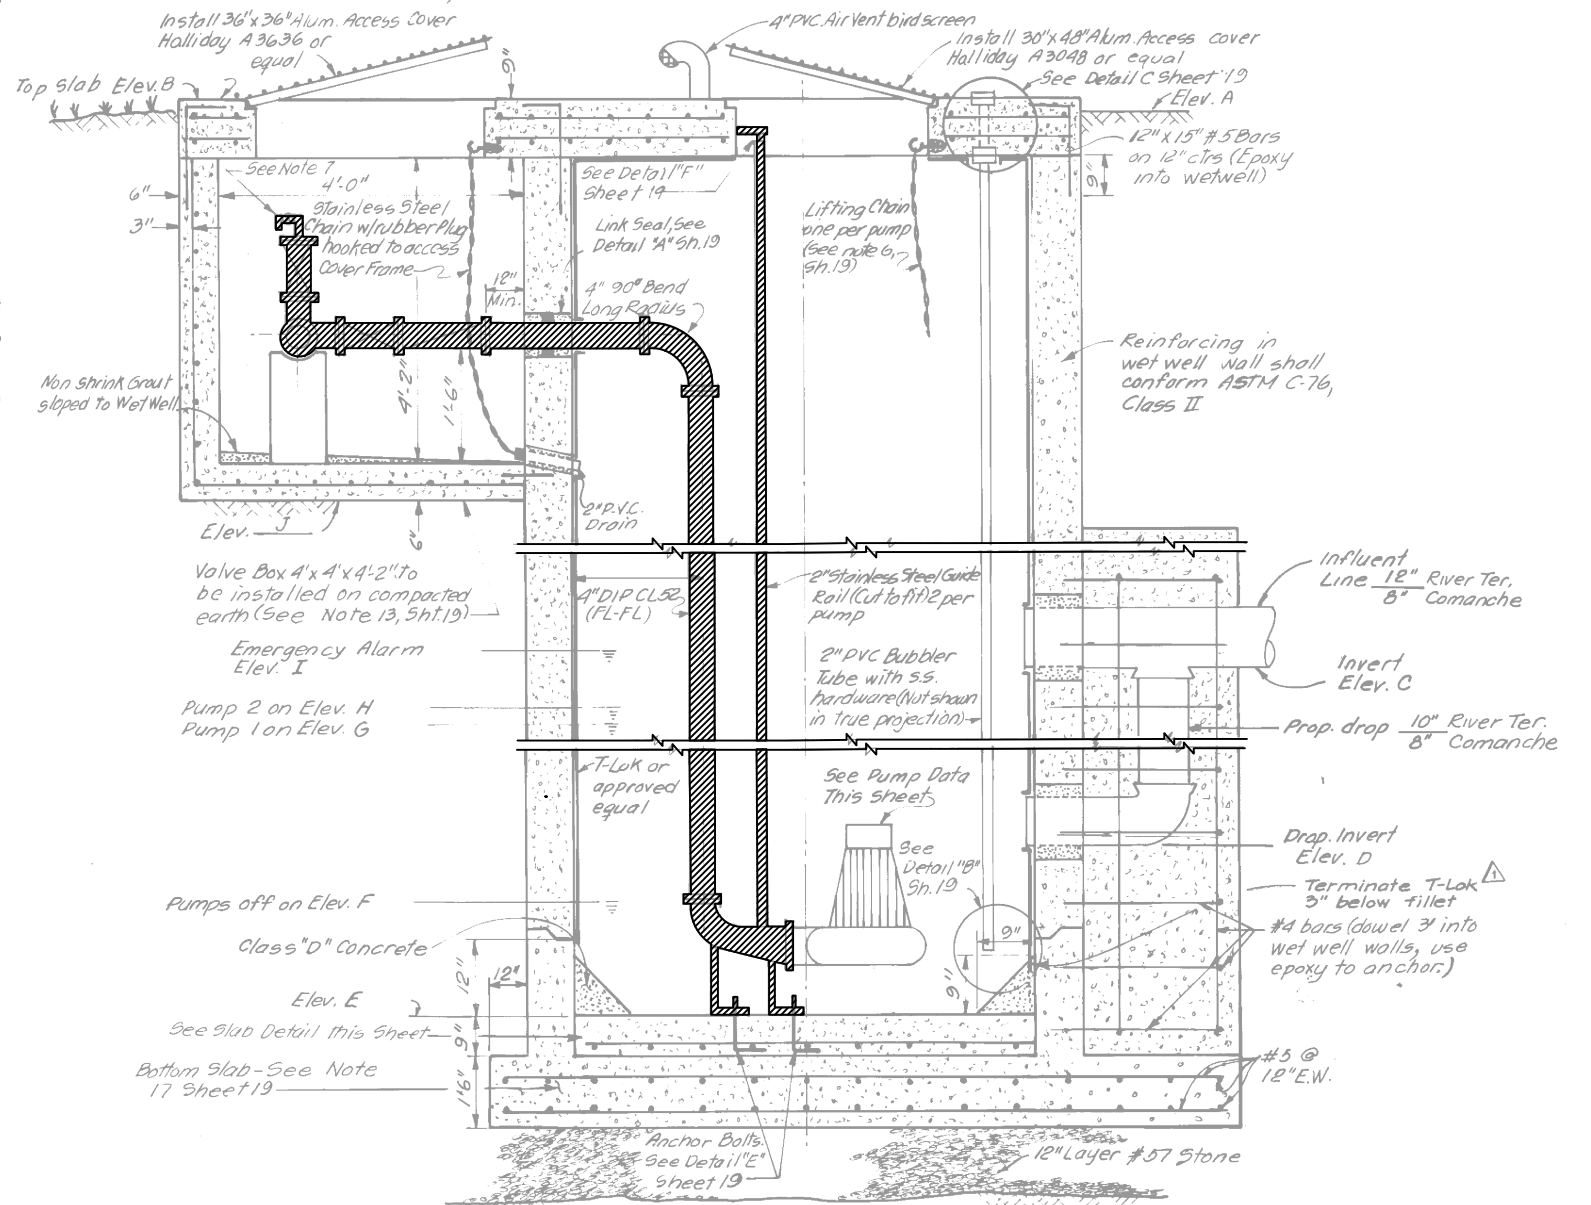 Install 36"x36" Alum. Access Cover
Halliday A3636 or
equal
4" PVC. Air Vent bird screen
Install 30"x48" Alum. Access cover
Halliday A3048 or equal
See Detail C Sheet 19
Top Slab Elev. B
9"
Elev. A
12"x15" #5 Bars
on 12" ctrs (Epoxy
into wetwell)
9"
See Note 7
4'-0"
6"
3"
Stainless Steel
Chain w/rubber Plug
hooked to access
Cover Frame
See Detail "F"
Sheet 19
Link Seal, See
Detail "A" Sh. 19
Lifting Chain
one per pump
(See note 6,
Sh. 19)
12"
Min.
4" 90° Bend
Long Radius
Reinforcing in
wet well wall shall
conform ASTM C-76,
Class II
Non Shrink Grout
sloped to Wet Well
4'-2"
1'-6"
2" P.V.C.
Drain
Elev. J
6"
Valve Box 4'x 4'x 4'-2" to
be installed on compacted
earth (See Note 13, Sht. 19)
4" DIP CL52
(FL-FL)
2" Stainless Steel Guide
Rail (Cut to fit) 2 per
pump
Influent
Line 12" River Ter.
8" Comanche
Emergency Alarm
Elev. I
2" PVC Bubbler
Tube with s.s.
hardware (Not shown
in true projection)
Invert
Elev. C
Pump 2 on Elev. H
Pump 1 on Elev. G
Prop. drop 10" River Ter.
8" Comanche
T-Lok or
approved
equal
See Pump Data
This Sheet
See
Detail "B"
Sh. 19
Drop. Invert
Elev. D
Terminate T-Lok
3" below fillet
1
Pumps off on Elev. F
#4 bars (dowel 3" into
wet well walls, use
epoxy to anchor.)
Class "D" Concrete
9"
12"
12"
9"
Elev. E
See Slab Detail this Sheet
9"
Bottom Slab - See Note
17 Sheet 19
1'6"
#5 @
12" E.W.
Anchor Bolts.
See Detail "E"
Sheet 19
12" Layer #57 Stone